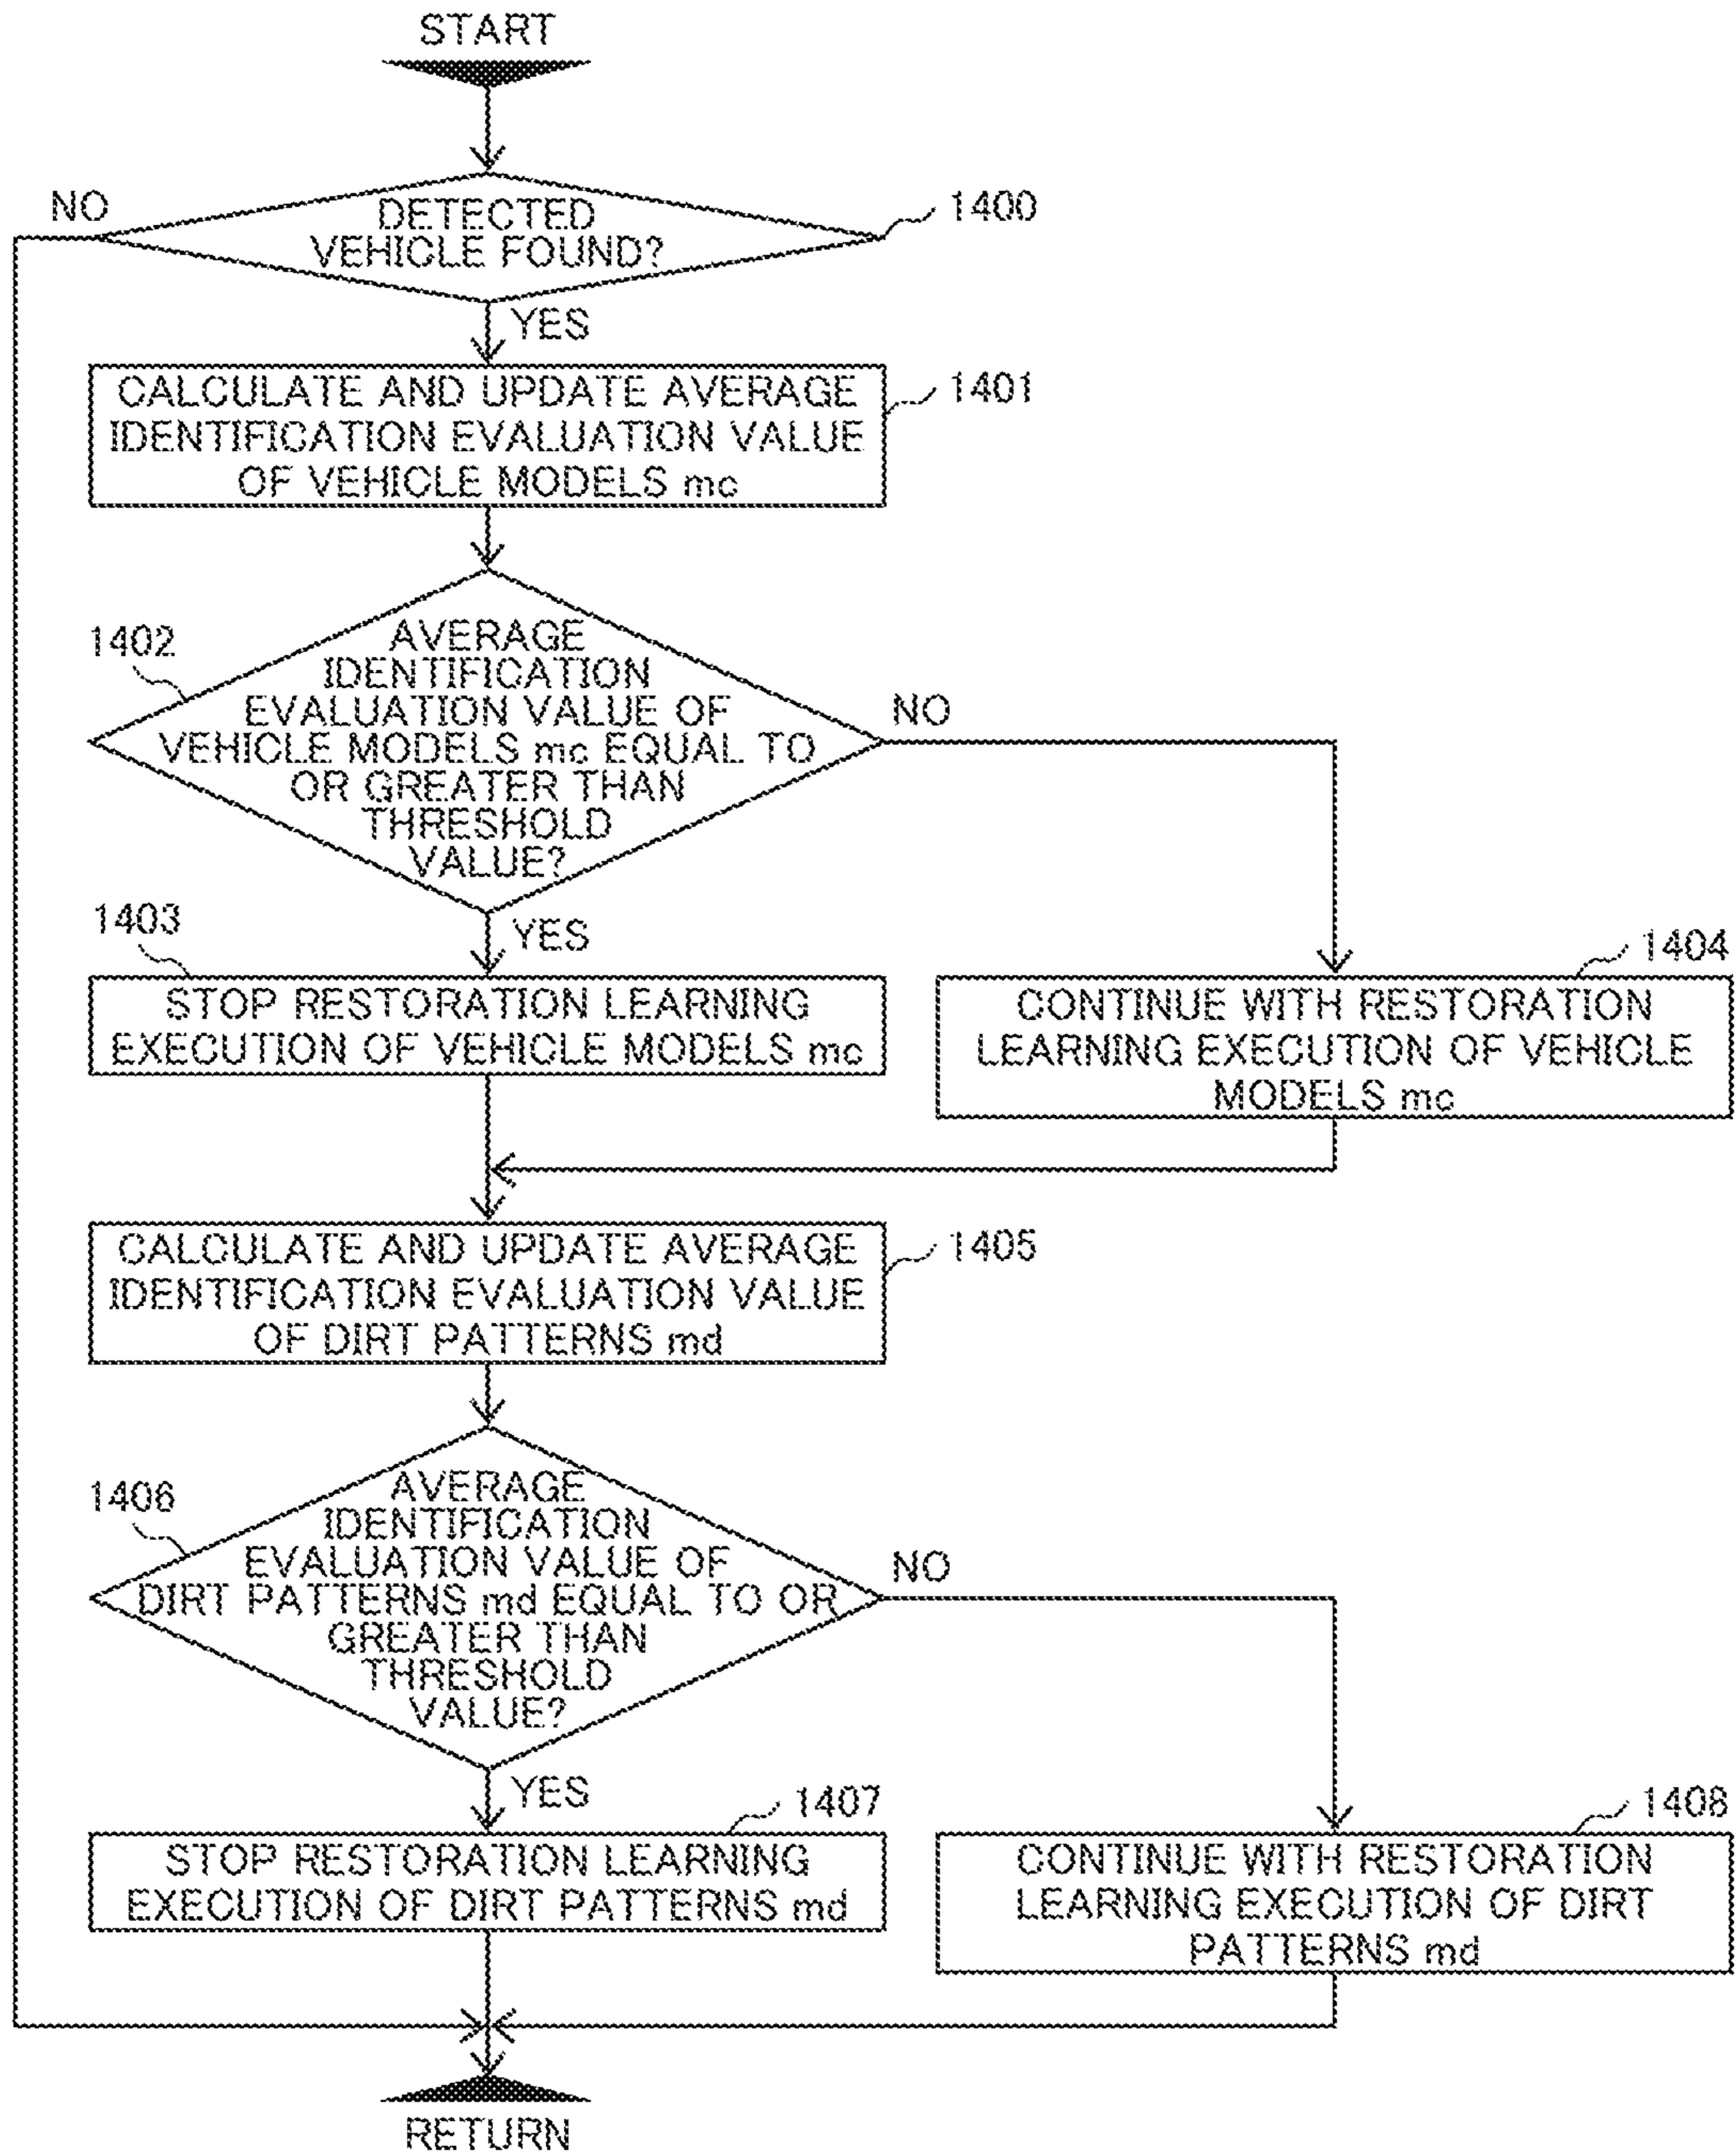 START
NO
DETECTED
VEHICLE FOUND?
1400
YES
CALCULATE AND UPDATE AVERAGE
IDENTIFICATION EVALUATION VALUE
OF VEHICLE MODELS mc
1401
1402
AVERAGE
IDENTIFICATION
EVALUATION VALUE OF
VEHICLE MODELS mc EQUAL TO
OR GREATER THAN
THRESHOLD
VALUE?
NO
YES
1403
STOP RESTORATION LEARNING
EXECUTION OF VEHICLE MODELS mc
1404
CONTINUE WITH RESTORATION
LEARNING EXECUTION OF VEHICLE
MODELS mc
CALCULATE AND UPDATE AVERAGE
IDENTIFICATION EVALUATION VALUE
OF DIRT PATTERNS md
1405
1406
AVERAGE
IDENTIFICATION
EVALUATION VALUE OF
DIRT PATTERNS md EQUAL TO OR
GREATER THAN
THRESHOLD
VALUE?
NO
YES
1407
STOP RESTORATION LEARNING
EXECUTION OF DIRT PATTERNS md
1408
CONTINUE WITH RESTORATION
LEARNING EXECUTION OF DIRT
PATTERNS md
RETURN